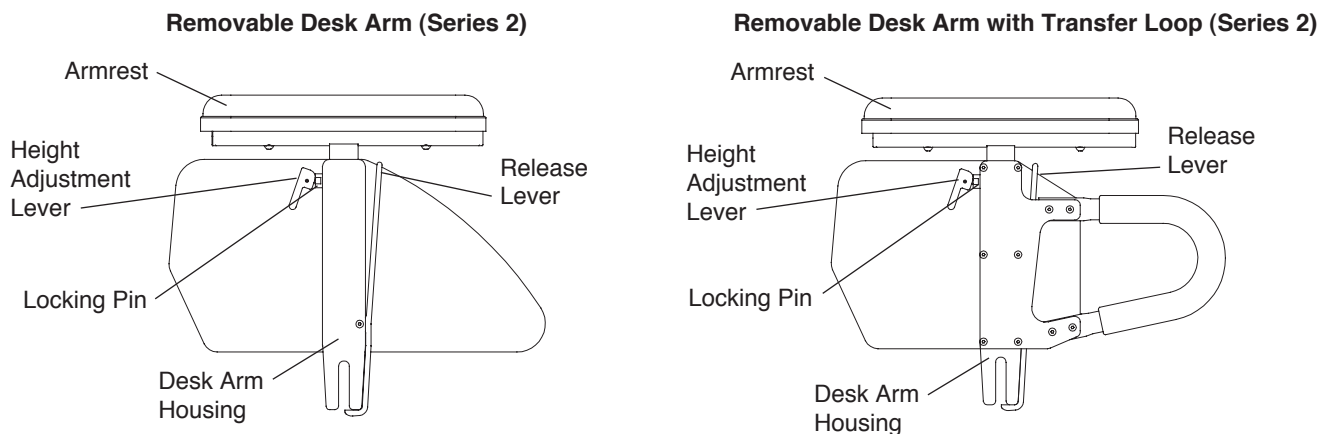 Removable Desk Arm (Series 2)
Armrest
Height
Adjustment
Lever
Release
Lever
Locking Pin
Desk Arm
Housing
Removable Desk Arm with Transfer Loop (Series 2)
Armrest
Height
Adjustment
Lever
Release
Lever
Locking Pin
Desk Arm
Housing